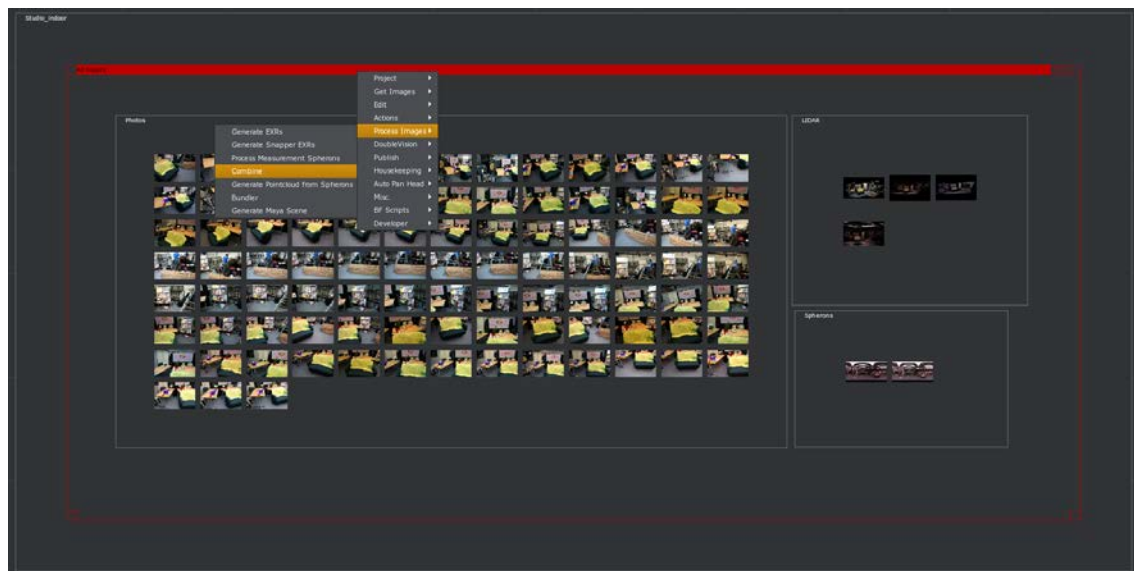 Studio_indoor
Photos
LIDAR
Spherons
Project
Get Images
Edit
Actions
Process Images
DoubleVision
Publish
Housekeeping
Auto Pan Head
Misc.
BF Scripts
Developer
Generate EXRs
Generate Snapper EXRs
Process Measurement Spherons
Combine
Generate Pointcloud from Spherons
Bundler
Generate Maya Scene